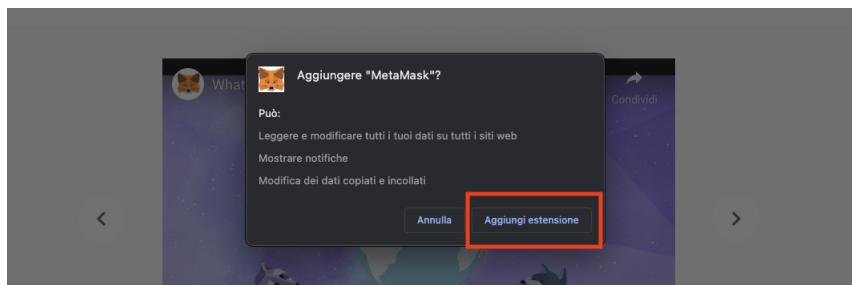 What
Condividi
Aggiungere "MetaMask"?
Può:
Leggere e modificare tutti i tuoi dati su tutti i siti web
Mostrare notifiche
Modifica dei dati copiati e incollati
Annulla
Aggiungi estensione